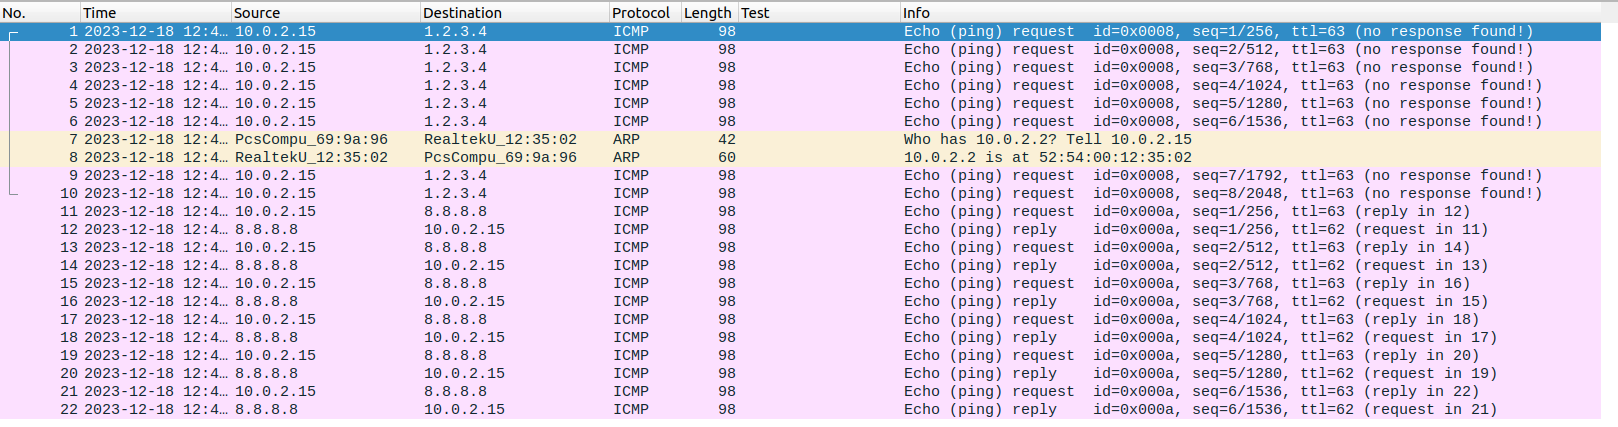 No. Time Source Destination Protocol Length Test Info
1 2023-12-18 12:4… 10.0.2.15 1.2.3.4 ICMP 98 Echo (ping) request id=0x0008, seq=1/256, ttl=63 (no response found!)
2 2023-12-18 12:4… 10.0.2.15 1.2.3.4 ICMP 98 Echo (ping) request id=0x0008, seq=2/512, ttl=63 (no response found!)
3 2023-12-18 12:4… 10.0.2.15 1.2.3.4 ICMP 98 Echo (ping) request id=0x0008, seq=3/768, ttl=63 (no response found!)
4 2023-12-18 12:4… 10.0.2.15 1.2.3.4 ICMP 98 Echo (ping) request id=0x0008, seq=4/1024, ttl=63 (no response found!)
5 2023-12-18 12:4… 10.0.2.15 1.2.3.4 ICMP 98 Echo (ping) request id=0x0008, seq=5/1280, ttl=63 (no response found!)
6 2023-12-18 12:4… 10.0.2.15 1.2.3.4 ICMP 98 Echo (ping) request id=0x0008, seq=6/1536, ttl=63 (no response found!)
7 2023-12-18 12:4… PcsCompu_69:9a:96 RealtekU_12:35:02 ARP 42 Who has 10.0.2.2? Tell 10.0.2.15
8 2023-12-18 12:4… RealtekU_12:35:02 PcsCompu_69:9a:96 ARP 60 10.0.2.2 is at 52:54:00:12:35:02
9 2023-12-18 12:4… 10.0.2.15 1.2.3.4 ICMP 98 Echo (ping) request id=0x0008, seq=7/1792, ttl=63 (no response found!)
10 2023-12-18 12:4… 10.0.2.15 1.2.3.4 ICMP 98 Echo (ping) request id=0x0008, seq=8/2048, ttl=63 (no response found!)
11 2023-12-18 12:4… 10.0.2.15 8.8.8.8 ICMP 98 Echo (ping) request id=0x000a, seq=1/256, ttl=63 (reply in 12)
12 2023-12-18 12:4… 8.8.8.8 10.0.2.15 ICMP 98 Echo (ping) reply id=0x000a, seq=1/256, ttl=62 (request in 11)
13 2023-12-18 12:4… 10.0.2.15 8.8.8.8 ICMP 98 Echo (ping) request id=0x000a, seq=2/512, ttl=63 (reply in 14)
14 2023-12-18 12:4… 8.8.8.8 10.0.2.15 ICMP 98 Echo (ping) reply id=0x000a, seq=2/512, ttl=62 (request in 13)
15 2023-12-18 12:4… 10.0.2.15 8.8.8.8 ICMP 98 Echo (ping) request id=0x000a, seq=3/768, ttl=63 (reply in 16)
16 2023-12-18 12:4… 8.8.8.8 10.0.2.15 ICMP 98 Echo (ping) reply id=0x000a, seq=3/768, ttl=62 (request in 15)
17 2023-12-18 12:4… 10.0.2.15 8.8.8.8 ICMP 98 Echo (ping) request id=0x000a, seq=4/1024, ttl=63 (reply in 18)
18 2023-12-18 12:4… 8.8.8.8 10.0.2.15 ICMP 98 Echo (ping) reply id=0x000a, seq=4/1024, ttl=62 (request in 17)
19 2023-12-18 12:4… 10.0.2.15 8.8.8.8 ICMP 98 Echo (ping) request id=0x000a, seq=5/1280, ttl=63 (reply in 20)
20 2023-12-18 12:4… 8.8.8.8 10.0.2.15 ICMP 98 Echo (ping) reply id=0x000a, seq=5/1280, ttl=62 (request in 19)
21 2023-12-18 12:4… 10.0.2.15 8.8.8.8 ICMP 98 Echo (ping) request id=0x000a, seq=6/1536, ttl=63 (reply in 22)
22 2023-12-18 12:4… 8.8.8.8 10.0.2.15 ICMP 98 Echo (ping) reply id=0x000a, seq=6/1536, ttl=62 (request in 21)